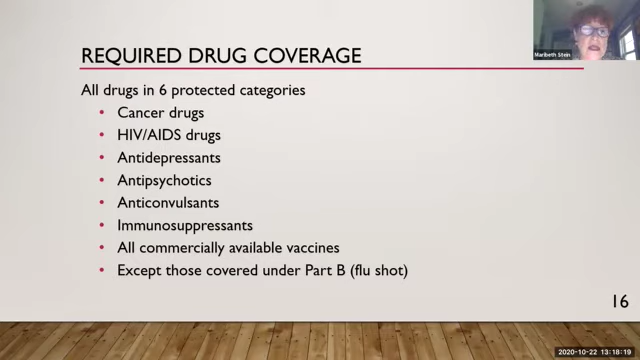 REQUIRED DRUG COVERAGE
Maribeth Stein
All drugs in 6 protected categories
• Cancer drugs
• HIV/AIDS drugs
• Antidepressants
• Antipsychotics
• Anticonvulsants
• Immunosuppressants
• All commercially available vaccines
• Except those covered under Part B (flu shot)
16
2020-10-22 13:18:19